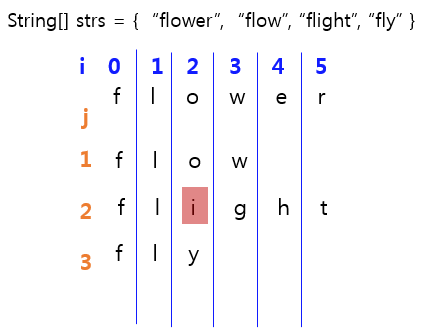 String[] strs = { “flower”, “flow”, “flight”, “fly” }
i 0 1 2 3 4 5
f l o w e r
j
1 f l o w
2 f l i g h t
3 f l y